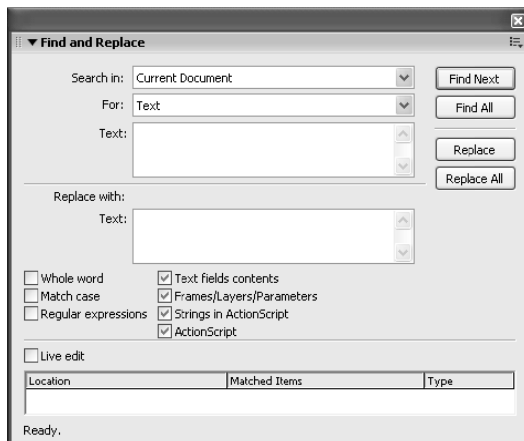 Find and Replace
Search in: Current Document Find Next
For: Text Find All
Text:
Replace
Replace All
Replace with:
Text:
Whole word Text fields contents
Match case Frames/Layers/Parameters
Regular expressions Strings in ActionScript
ActionScript
Live edit
Location Matched Items Type
Ready.